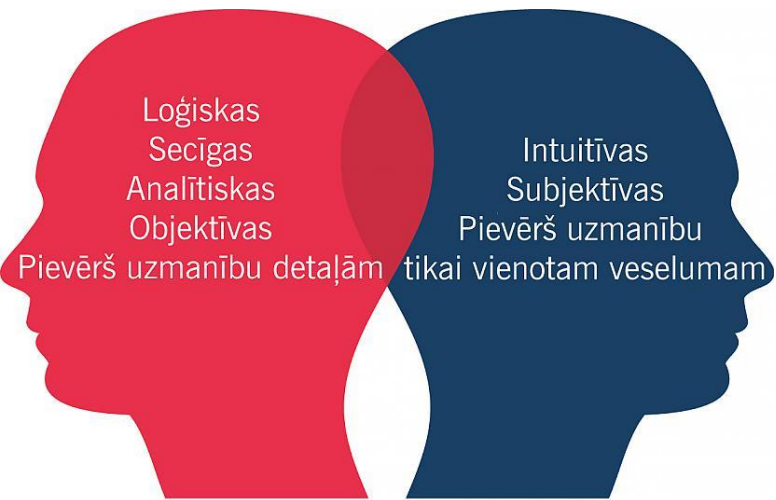 Loģiskas
Secīgas
Analītiskas
Objektīvas
Pievērš uzmanību detaļām
Intuitīvas
Subjektīvas
Pievērš uzmanību
tikai vienotam veselumam